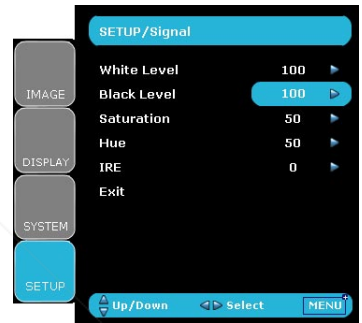 SETUP/Signal
White Level 100
Black Level 100
Saturation 50
Hue 50
IRE 0
Exit
IMAGE
DISPLAY
SYSTEM
SETUP
Up/Down Select MENU